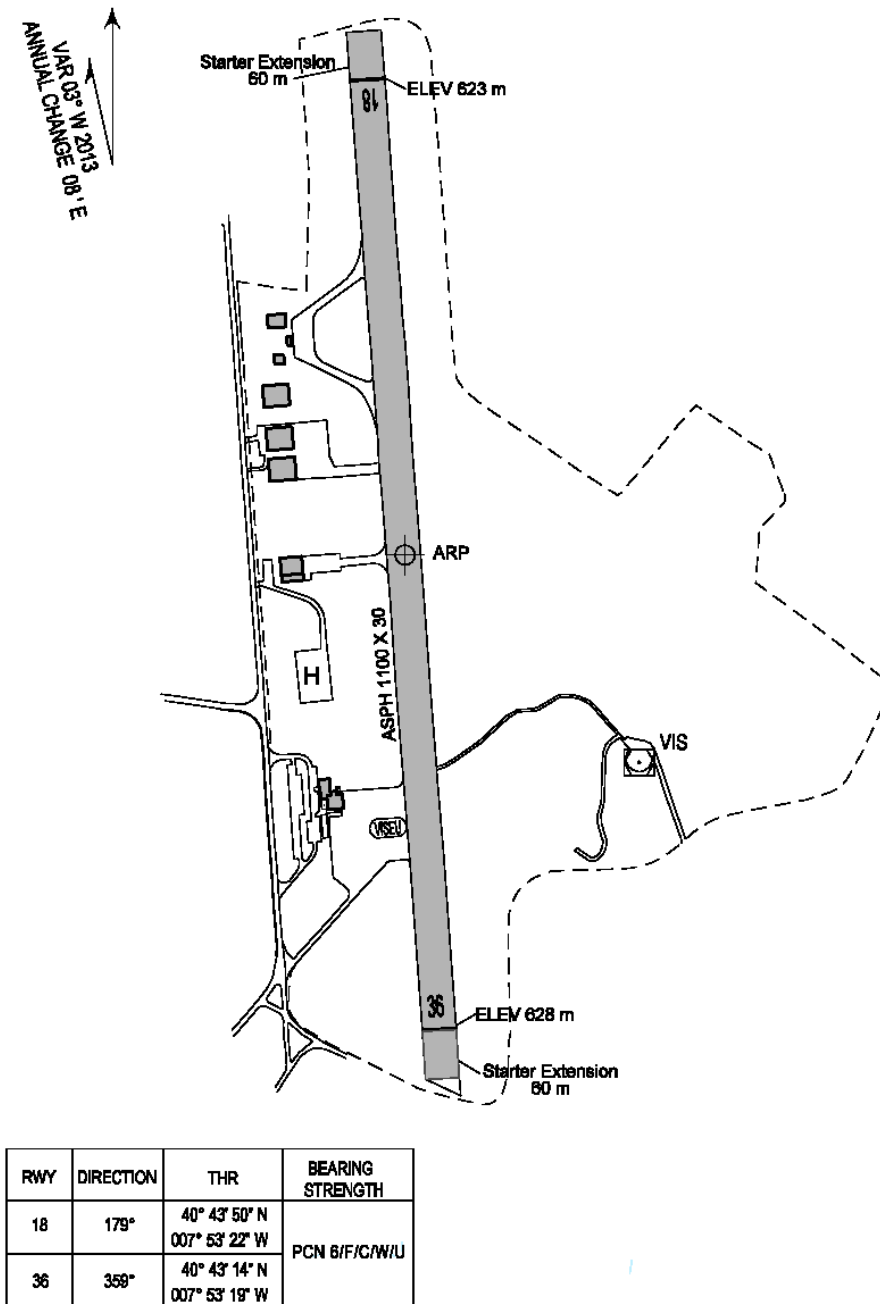 VAR 03° W 2013
ANNUAL CHANGE 08' E
Starter Extension
60 m
ELEV 623 m
18
ARP
ASPH 1100 X 30
H
VIS
VISEU
36
ELEV 628 m
Starter Extension
60 m
RWY DIRECTION THR BEARING STRENGTH
18 179° 40° 43' 50" N
007° 53' 22" W
PCN 6/F/C/W/U
36 359° 40° 43' 14" N
007° 53' 19" W